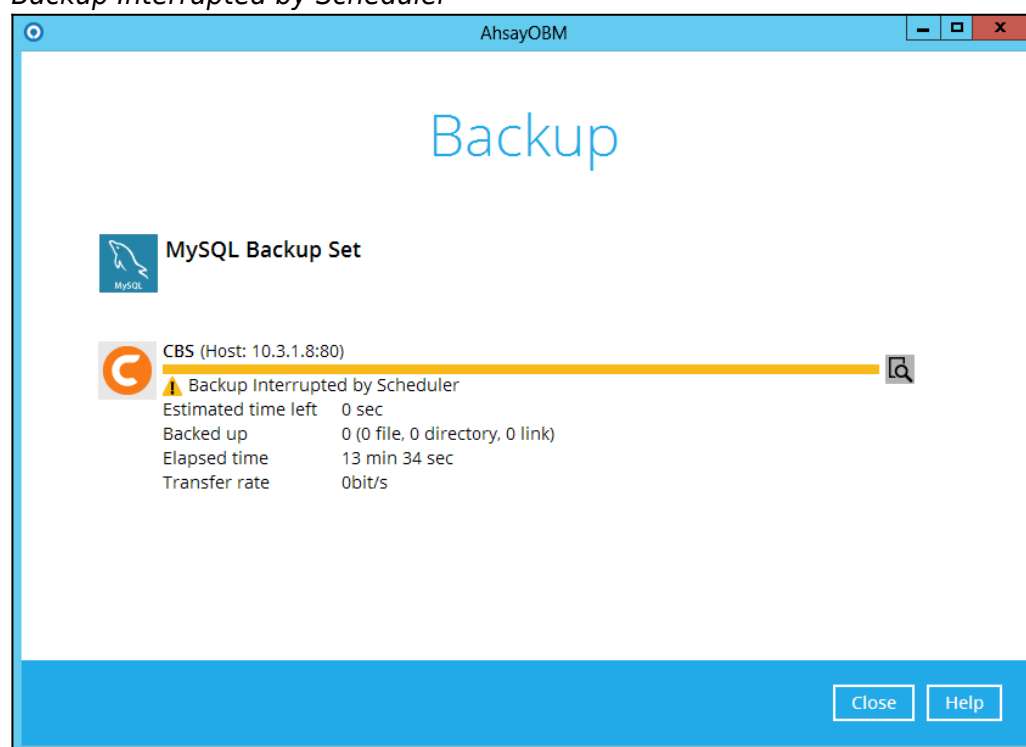 Backup Interrupted by Scheduler
AhsayOBM
Backup
MySQL Backup Set
MySQL
CBS (Host: 10.3.1.8:80)
Backup Interrupted by Scheduler
Estimated time left 0 sec
Backed up 0 (0 file, 0 directory, 0 link)
Elapsed time 13 min 34 sec
Transfer rate 0bit/s
Close Help